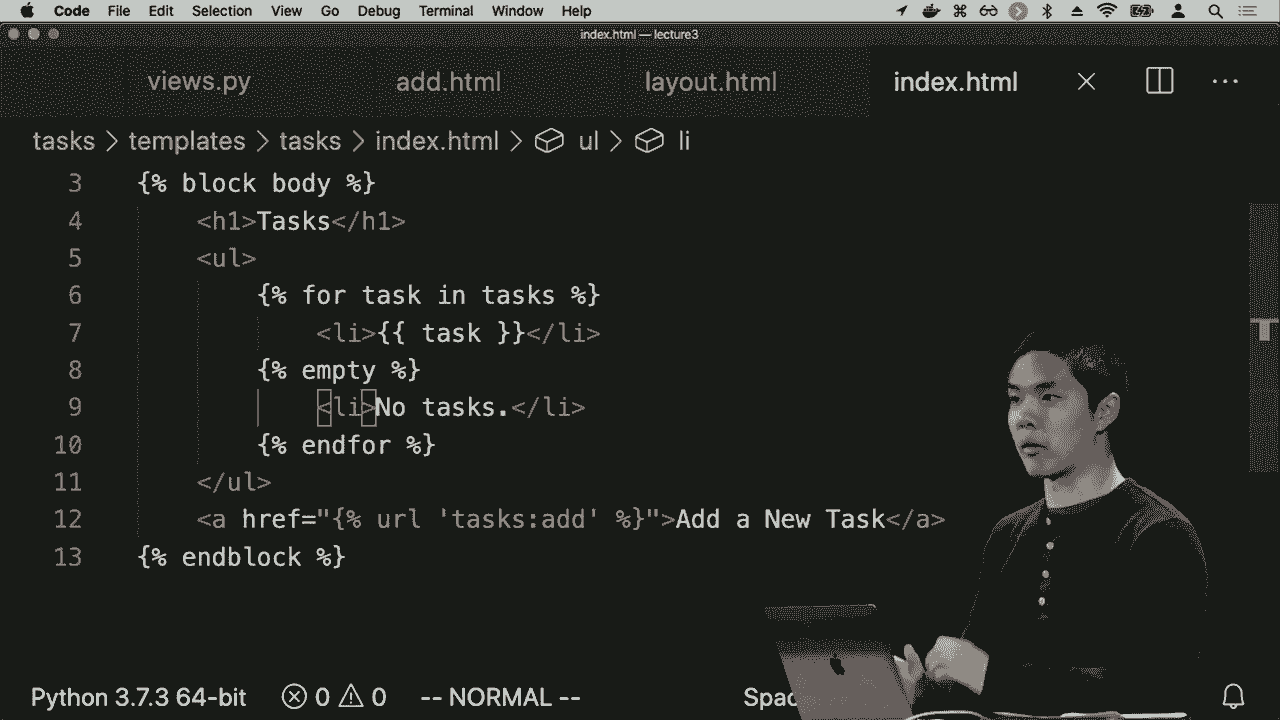 Code File Edit Selection View Go Debug Terminal Window Help
index.html — lecture3
views.py add.html layout.html index.html
tasks > templates > tasks > index.html > ul > li
3 {% block body %}
4 <h1>Tasks</h1>
5 <ul>
6 {% for task in tasks %}
7 <li>{{ task }}</li>
8 {% empty %}
9 <li>No tasks.</li>
10 {% endfor %}
11 </ul>
12 <a href="{% url 'tasks:add' %}">Add a New Task</a>
13 {% endblock %}
Python 3.7.3 64-bit 0 0 -- NORMAL --